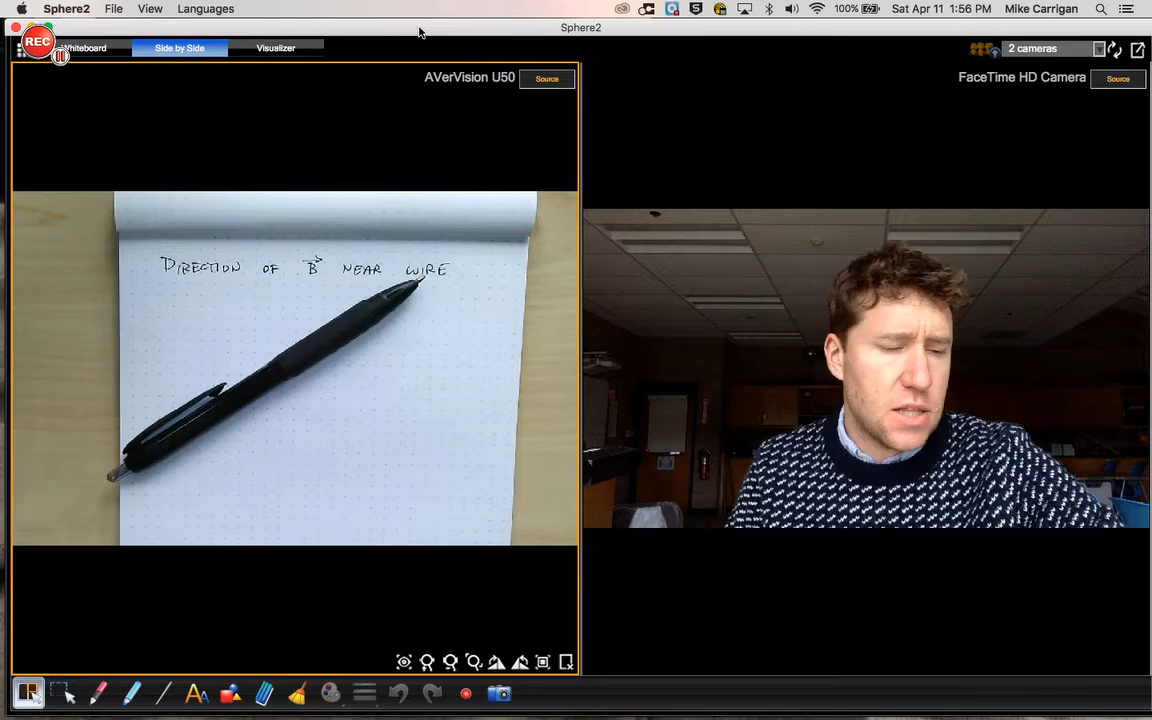 Sphere2 File View Languages 100% Sat Apr 11 1:56 PM Mike Carrigan
Sphere2
REC Whiteboard Side by Side Visualizer 2 cameras
AVerVision U50 Source FaceTime HD Camera Source
DIRECTION OF B NEAR WIRE